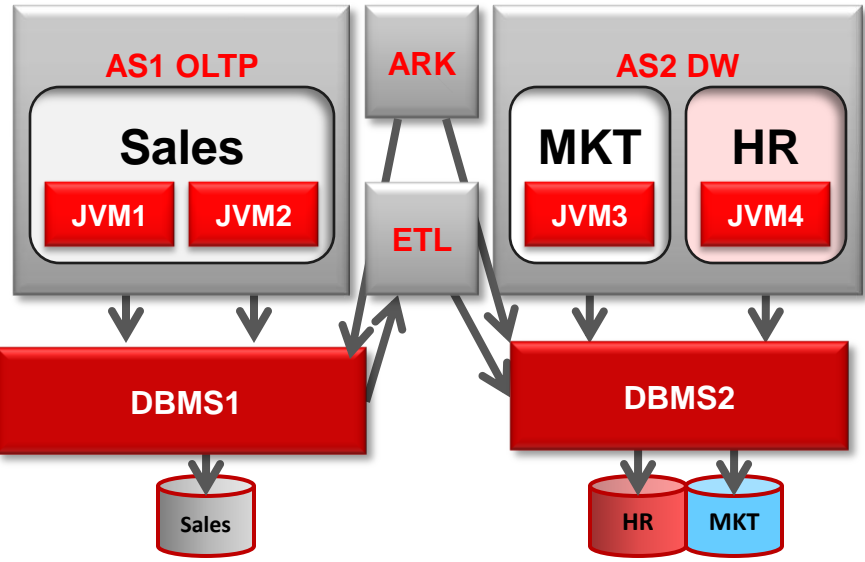 AS1 OLTP
Sales
JVM1
JVM2
ARK
ETL
AS2 DW
MKT
JVM3
HR
JVM4
DBMS1
DBMS2
Sales
HR
MKT